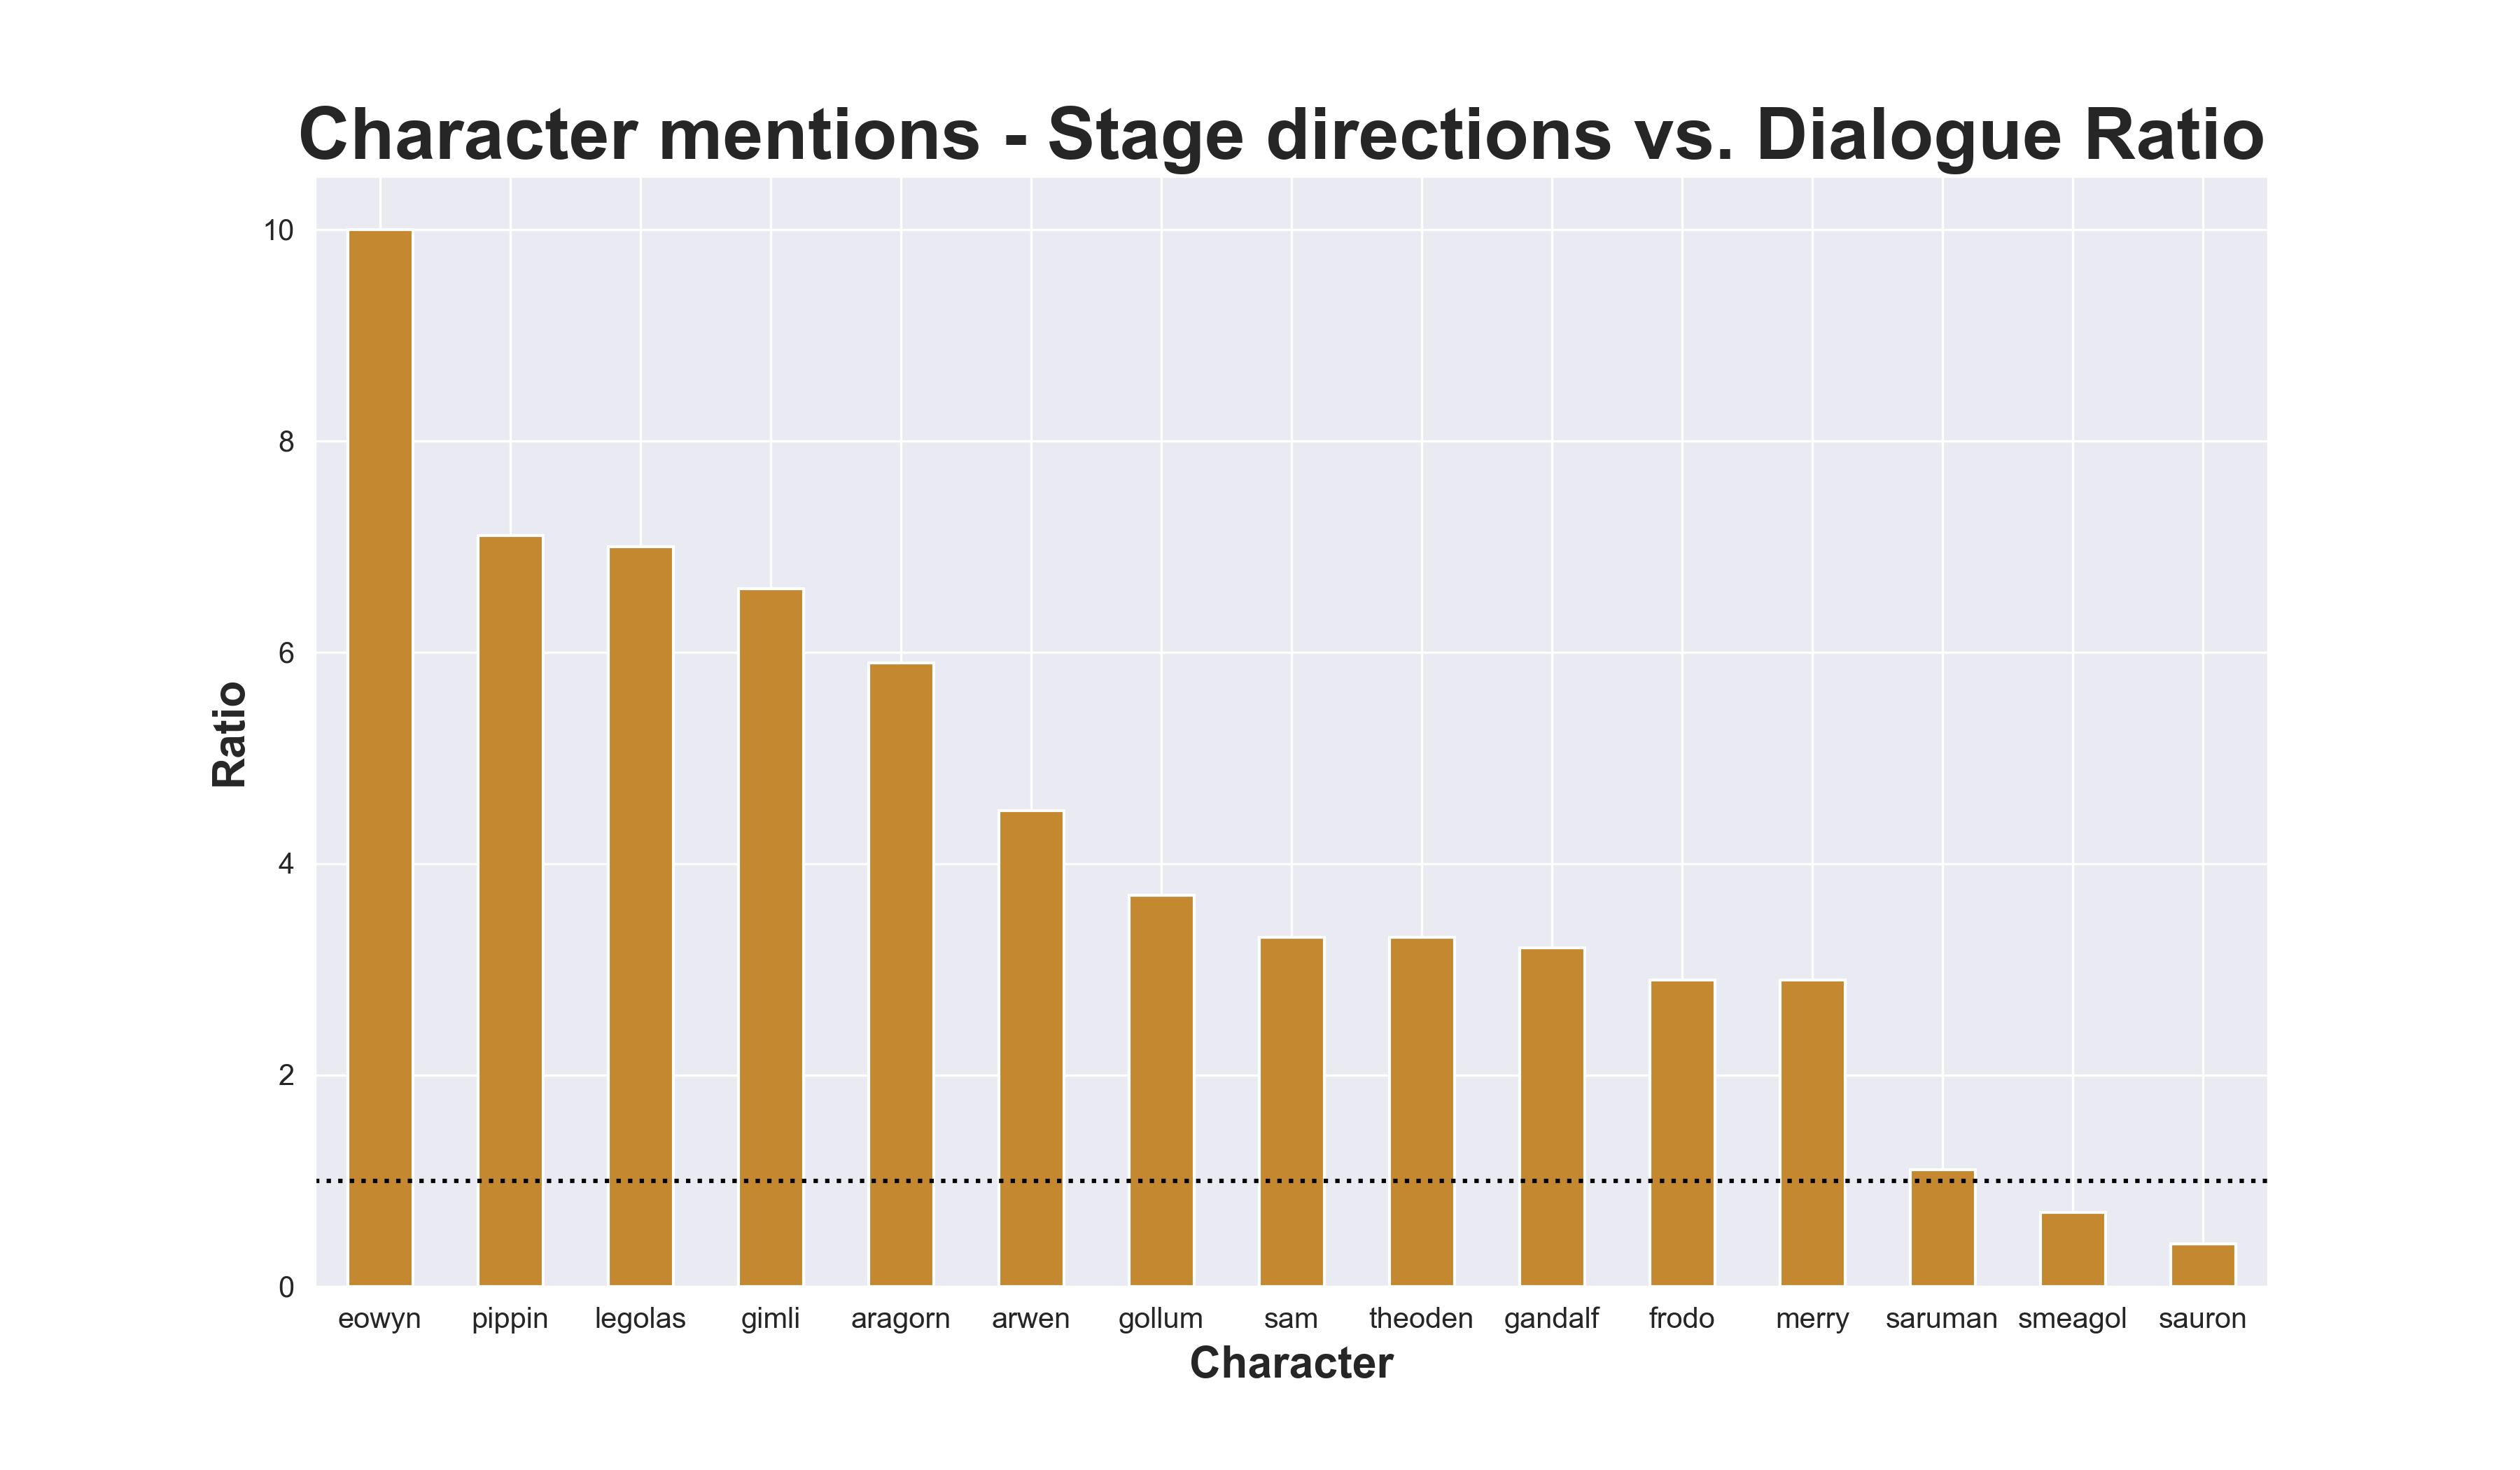 Character mentions - Stage directions vs. Dialogue Ratio
10
8
6
4
2
0
Ratio
eowyn pippin legolas gimli aragorn arwen gollum sam theoden gandalf frodo merry saruman smeagol sauron
Character